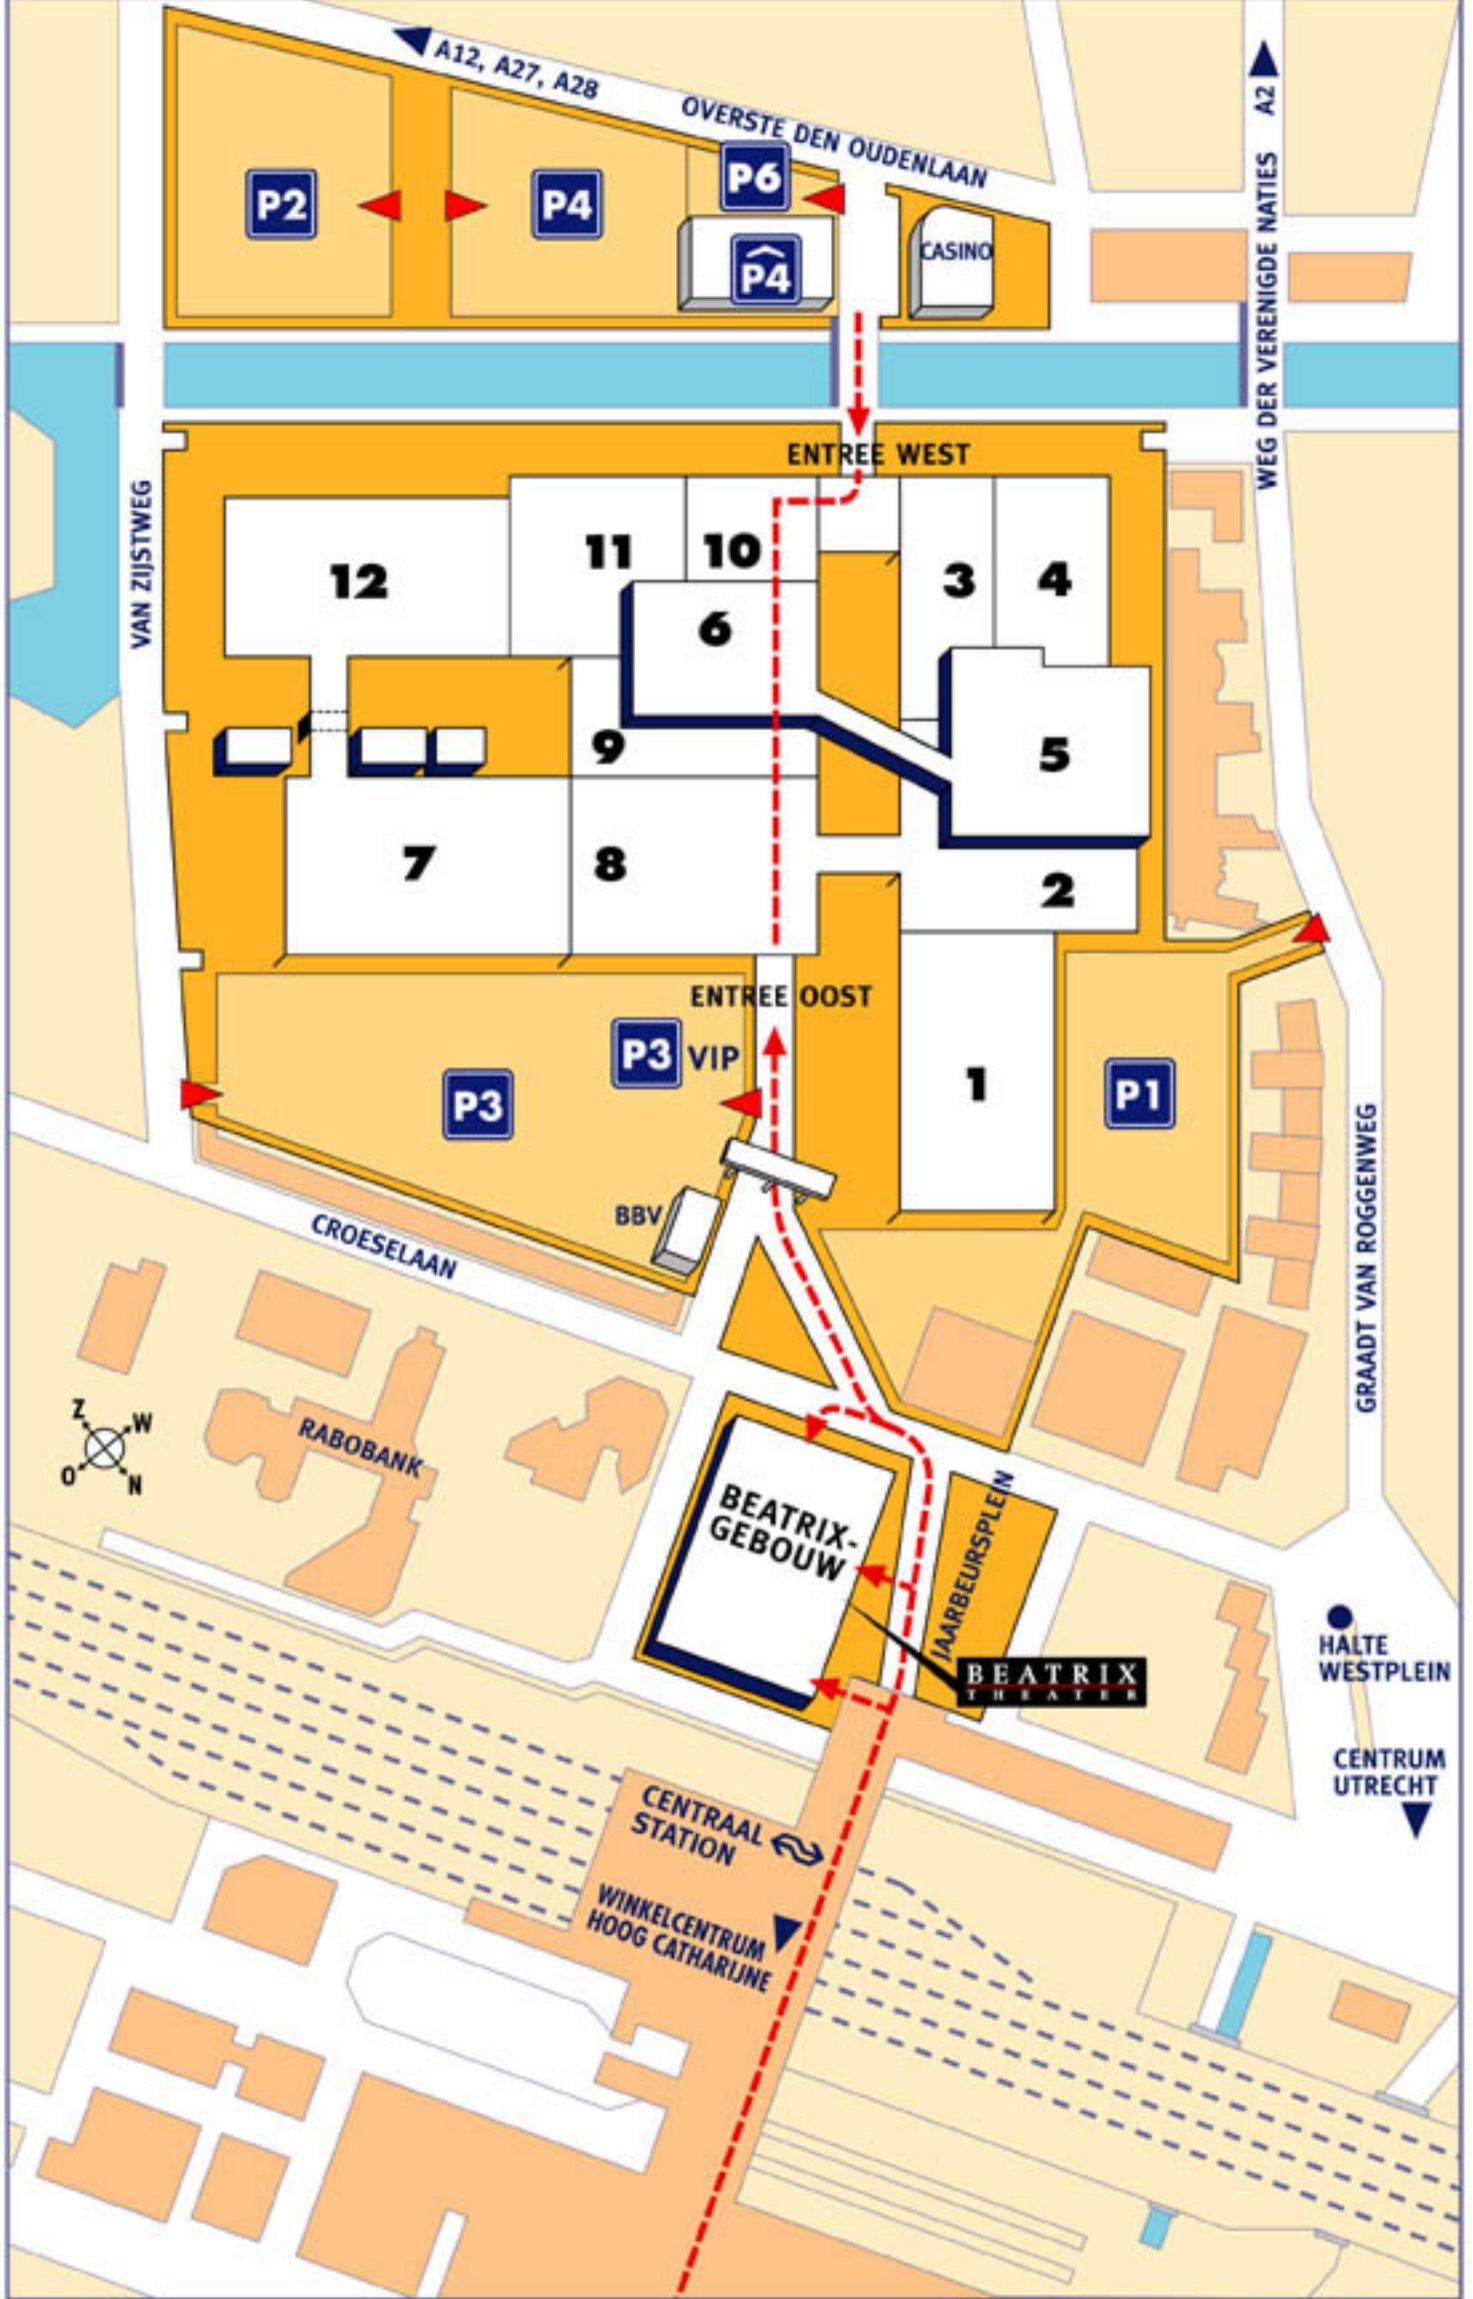 A12, A27, A28
OVERSTE DEN OUDENLAAN
A2
WEG DER VERENIGDE NATIES
P2
P4
P6
P4
CASINO
ENTREE WEST
VAN ZIJSTWEG
12
11
10
3
4
6
9
5
7
8
2
ENTREE OOST
P3 VIP
P3
1
P1
BBV
CROESELAAN
GRAADT VAN ROGGENWEG
Z
W
O
N
RABOBANK
BEATRIX-
GEBOUW
JAARBEURSPLEIN
BEATRIX
THEATER
HALTE
WESTPLEIN
CENTRUM
UTRECHT
CENTRAAL
STATION
WINKELCENTRUM
HOOG CATHARIJNE